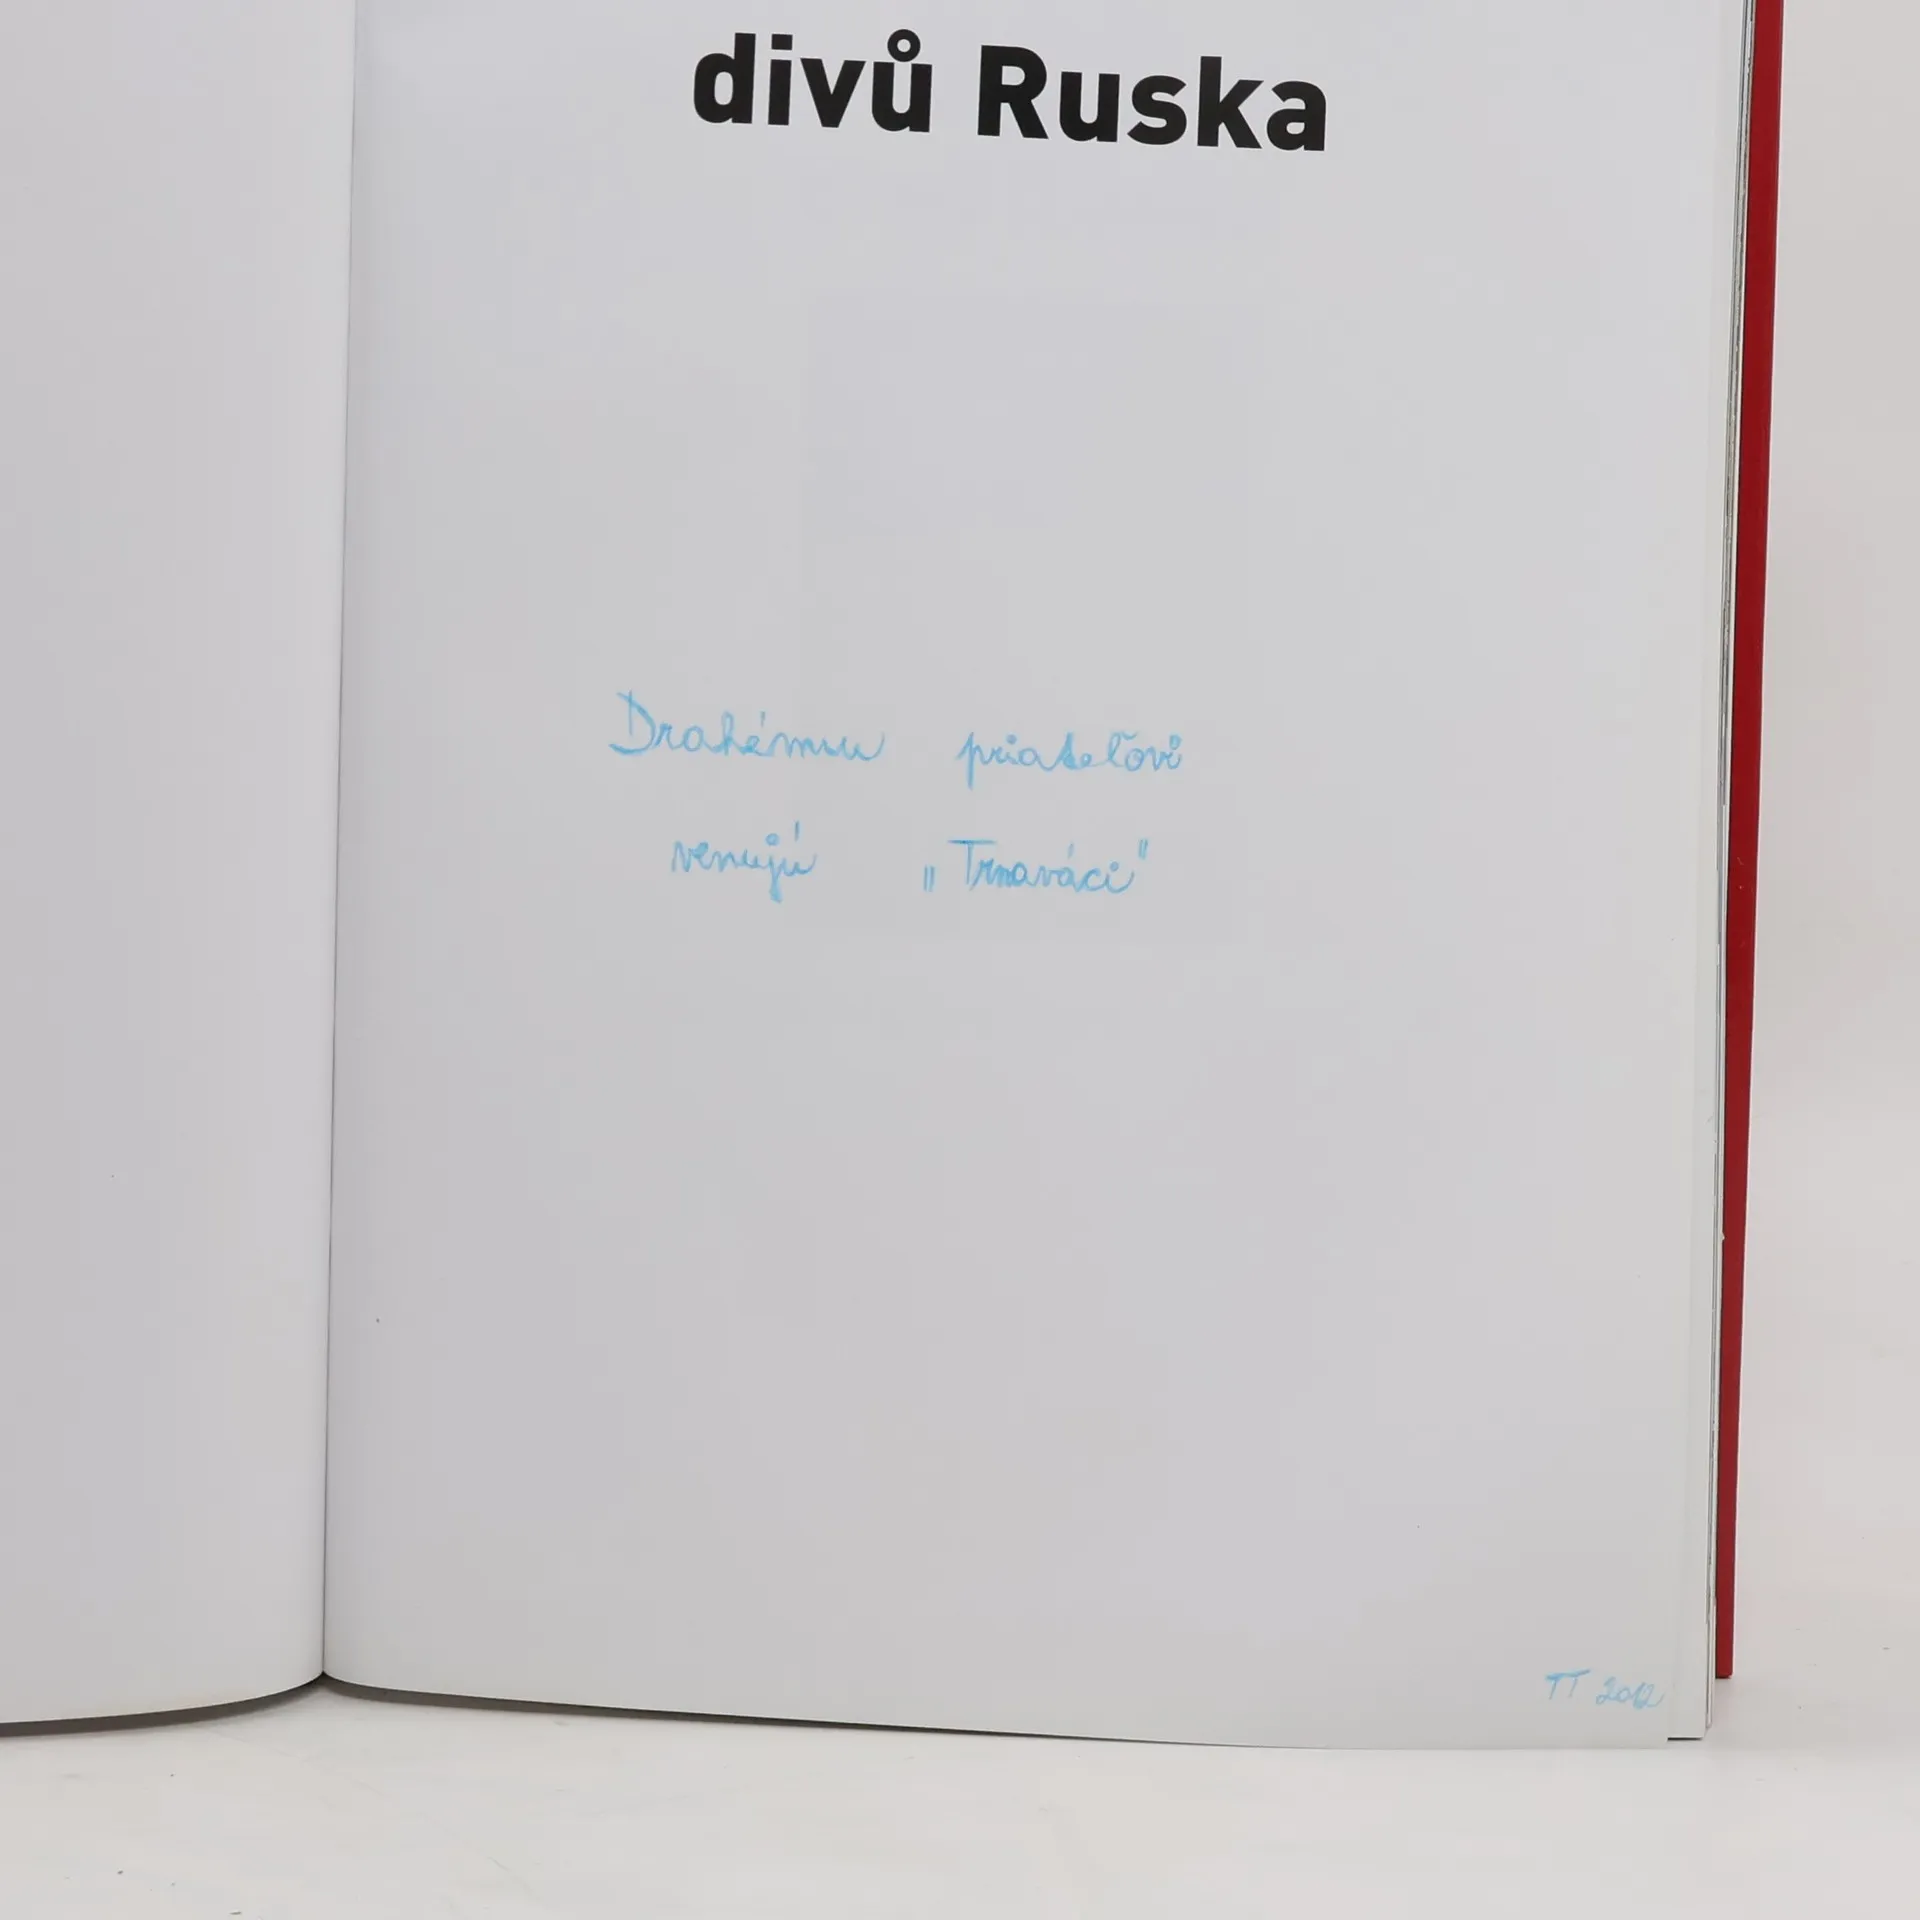 divů Ruska
Drahému priateľovi
venujú „Trnaváci"
TT 2012